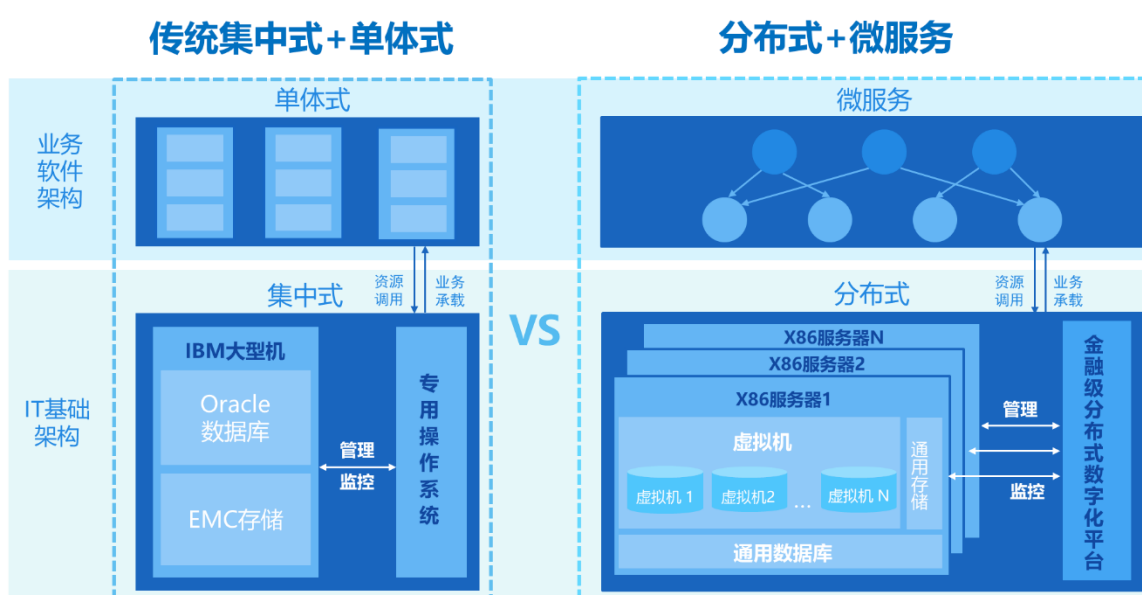 传统集中式+单体式
分布式+微服务
业务
软件
架构
单体式
微服务
资源
调用
业务
承载
资源
调用
业务
承载
IT基础
架构
集中式
VS
分布式
IBM大型机
Oracle
数据库
EMC存储
管理
监控
专用操作系统
X86服务器N
X86服务器2
X86服务器1
虚拟机
虚拟机 1
虚拟机2
...
虚拟机 N
通用存储
通用数据库
管理
监控
金融级分布式数字化平台